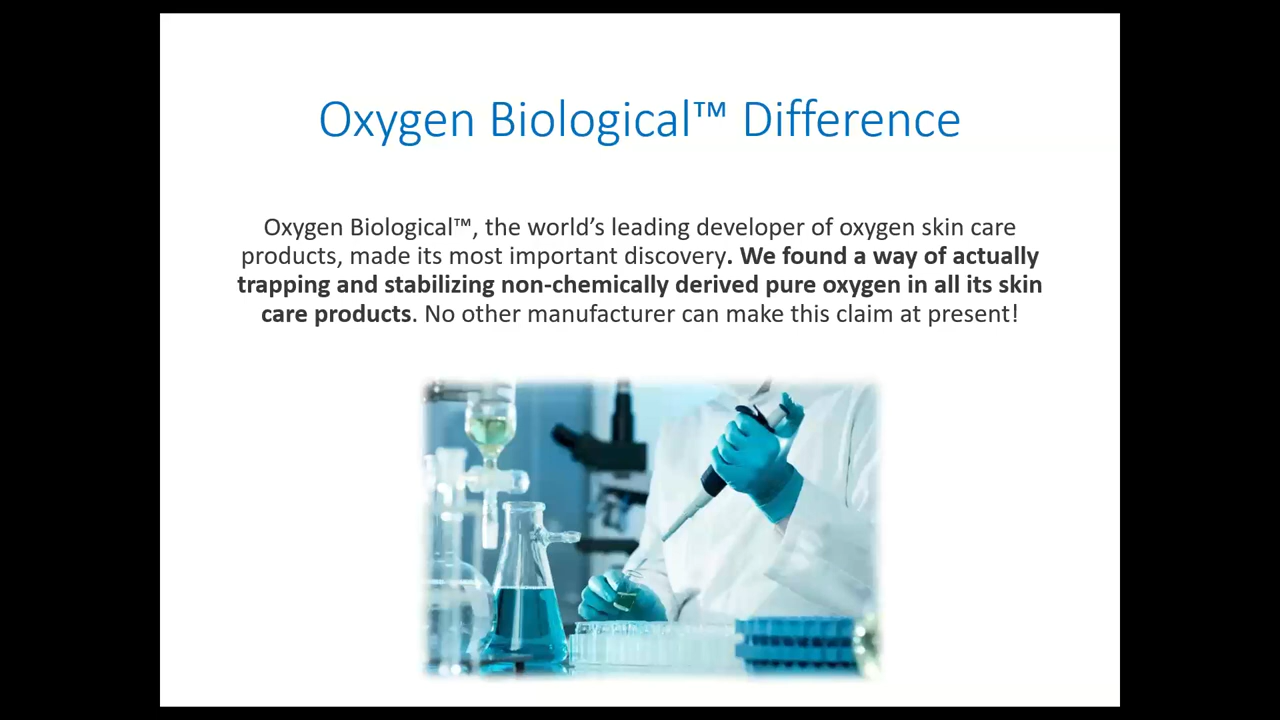 Oxygen Biological™ Difference
Oxygen Biological™, the world’s leading developer of oxygen skin care
products, made its most important discovery. We found a way of actually
trapping and stabilizing non-chemically derived pure oxygen in all its skin
care products. No other manufacturer can make this claim at present!